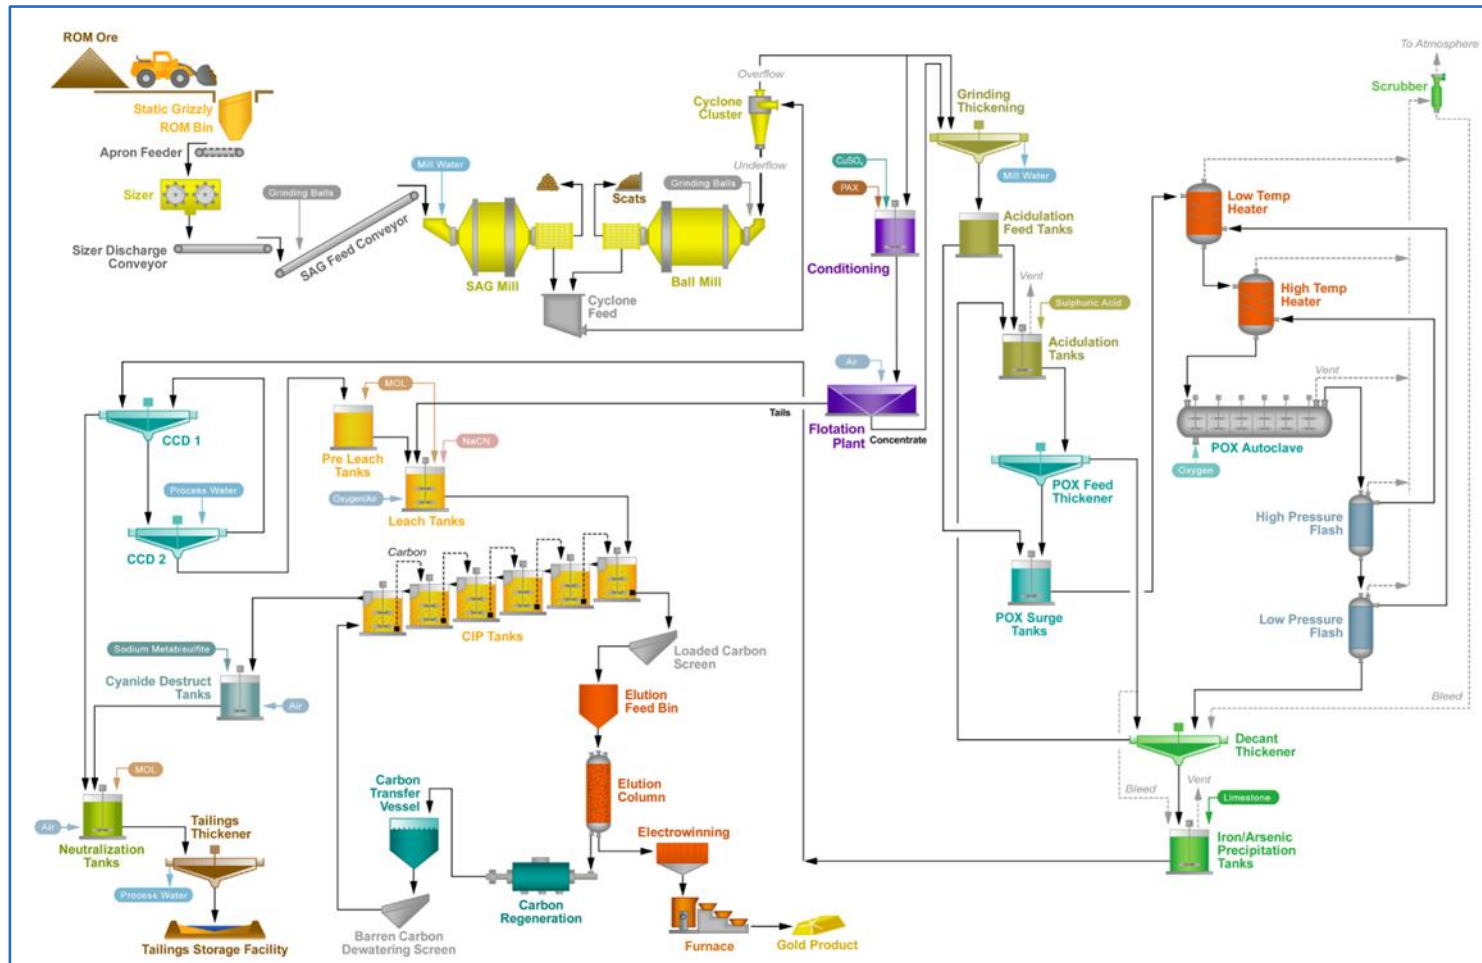 ROM Ore
Static Grizzly
ROM Bin
Apron Feeder
Sizer
Grinding Balls
Sizer Discharge
Conveyor
SAG Feed Conveyor
Mill Water
SAG Mill
Scats
Cyclone
Feed
Ball Mill
Grinding Balls
Cyclone
Cluster
Overflow
Underflow
CuSO₄
PAX
Conditioning
Air
Flotation
Plant
Tails
Concentrate
Grinding
Thickening
Mill Water
Acidulation
Feed Tanks
Vent
Sulphuric Acid
Acidulation
Tanks
POX Feed
Thickener
POX Surge
Tanks
To Atmosphere
Scrubber
Low Temp
Heater
High Temp
Heater
Vent
POX Autoclave
Oxygen
High Pressure
Flash
Low Pressure
Flash
Bleed
Decant
Thickener
Bleed
Vent
Limestone
Iron/Arsenic
Precipitation
Tanks
CCD 1
Process Water
CCD 2
MOL
Pre Leach
Tanks
NaCN
Oxygen/Air
Leach Tanks
Carbon
CIP Tanks
Loaded Carbon
Screen
Sodium Metabisulfite
Cyanide Destruct
Tanks
Air
Elution
Feed Bin
Elution
Column
Carbon
Transfer
Vessel
Electrowinning
Carbon
Regeneration
Barren Carbon
Dewatering Screen
Furnace
Gold Product
MOL
Air
Neutralization
Tanks
Tailings
Thickener
Process Water
Tailings Storage Facility